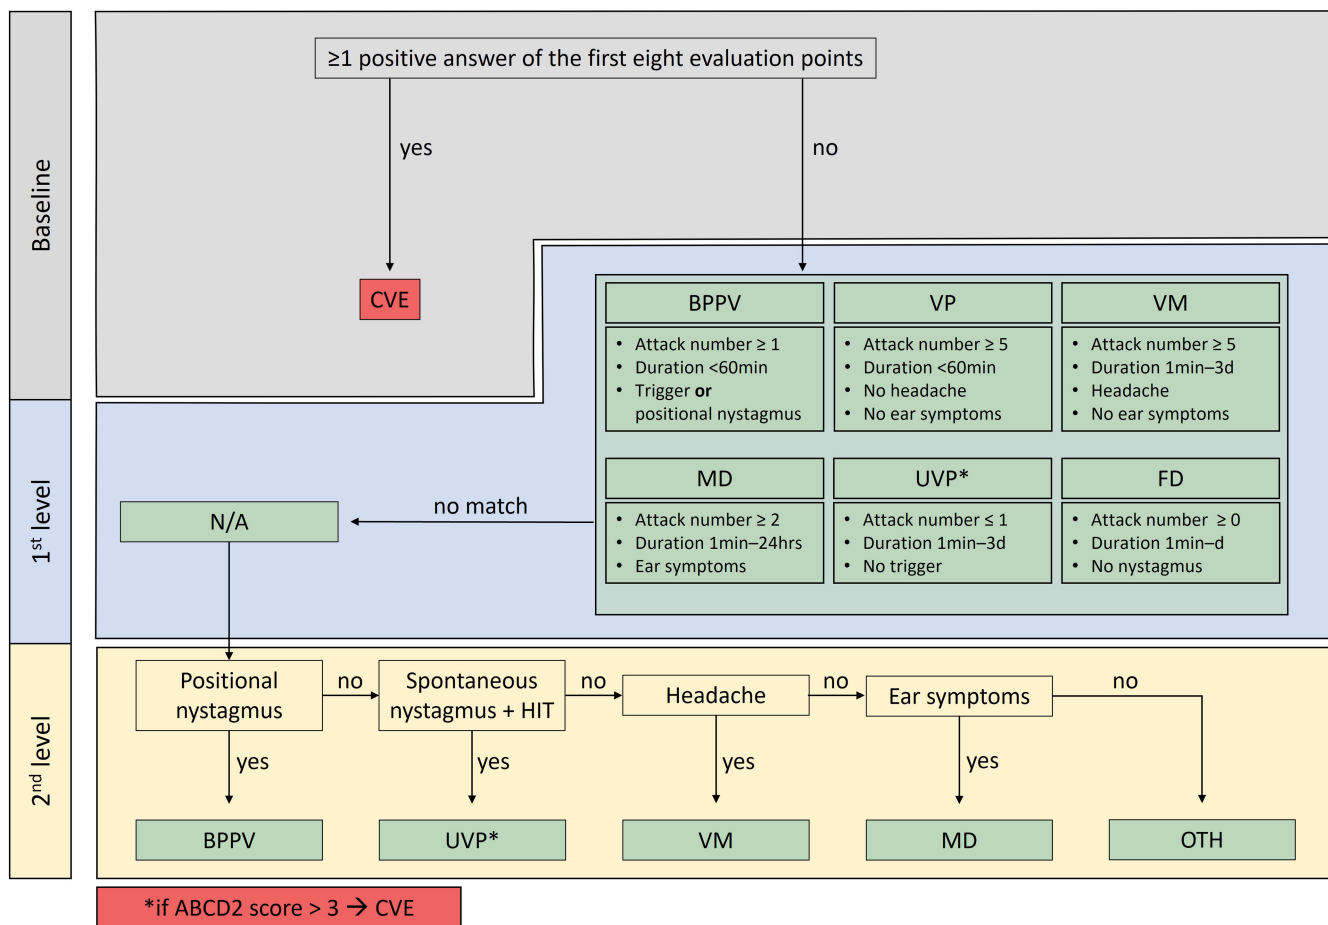 Baseline
≥1 positive answer of the first eight evaluation points
yes
no
CVE
1st level
BPPV
• Attack number ≥ 1
• Duration <60min
• Trigger or
positional nystagmus
VP
• Attack number ≥ 5
• Duration <60min
• No headache
• No ear symptoms
VM
• Attack number ≥ 5
• Duration 1min–3d
• Headache
• No ear symptoms
MD
• Attack number ≥ 2
• Duration 1min–24hrs
• Ear symptoms
UVP*
• Attack number ≤ 1
• Duration 1min–3d
• No trigger
FD
• Attack number ≥ 0
• Duration 1min–d
• No nystagmus
no match
N/A
2nd level
Positional
nystagmus
no
Spontaneous
nystagmus + HIT
no
Headache
no
Ear symptoms
no
yes
yes
yes
yes
BPPV
UVP*
VM
MD
OTH
*if ABCD2 score > 3 → CVE